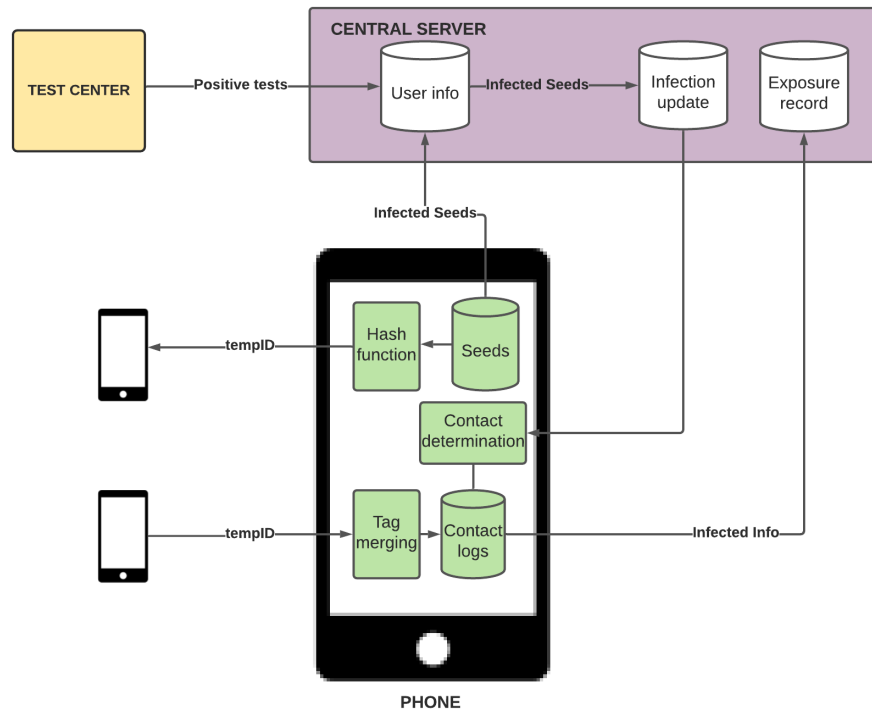 CENTRAL SERVER
TEST CENTER
Positive tests
User info
Infected Seeds
Infection
update
Exposure
record
Infected Seeds
tempID
Hash
function
Seeds
Contact
determination
tempID
Tag
merging
Contact
logs
Infected Info
PHONE